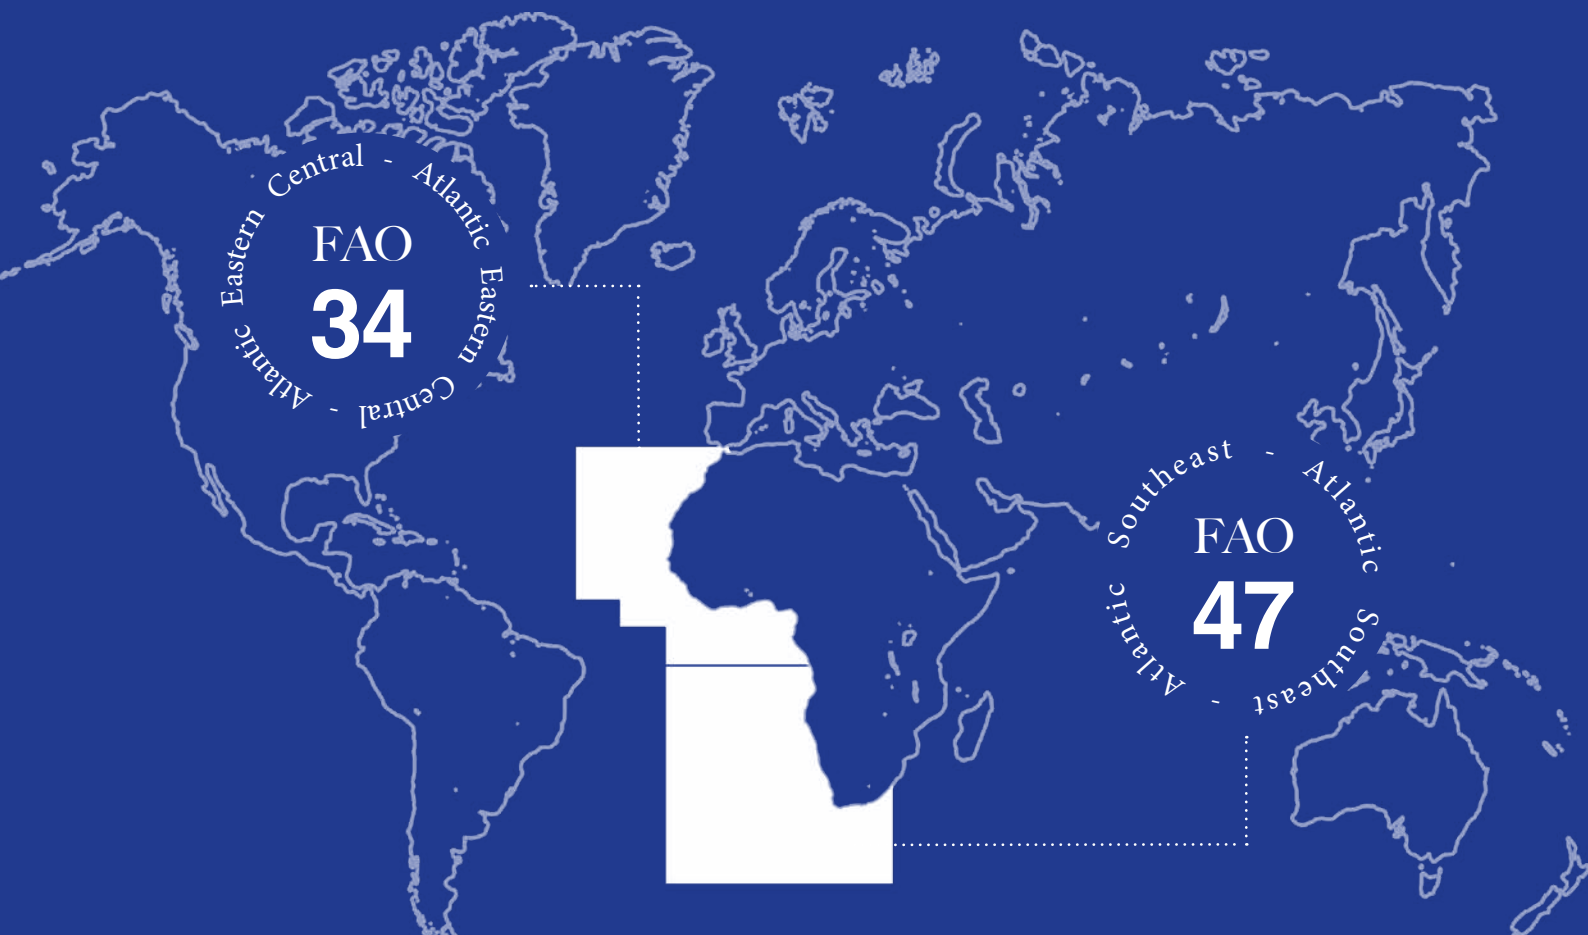 Central - Atlantic Eastern Central - Atlantic Eastern
FAO
34
Southeast - Atlantic Southeast - Atlantic
FAO
47